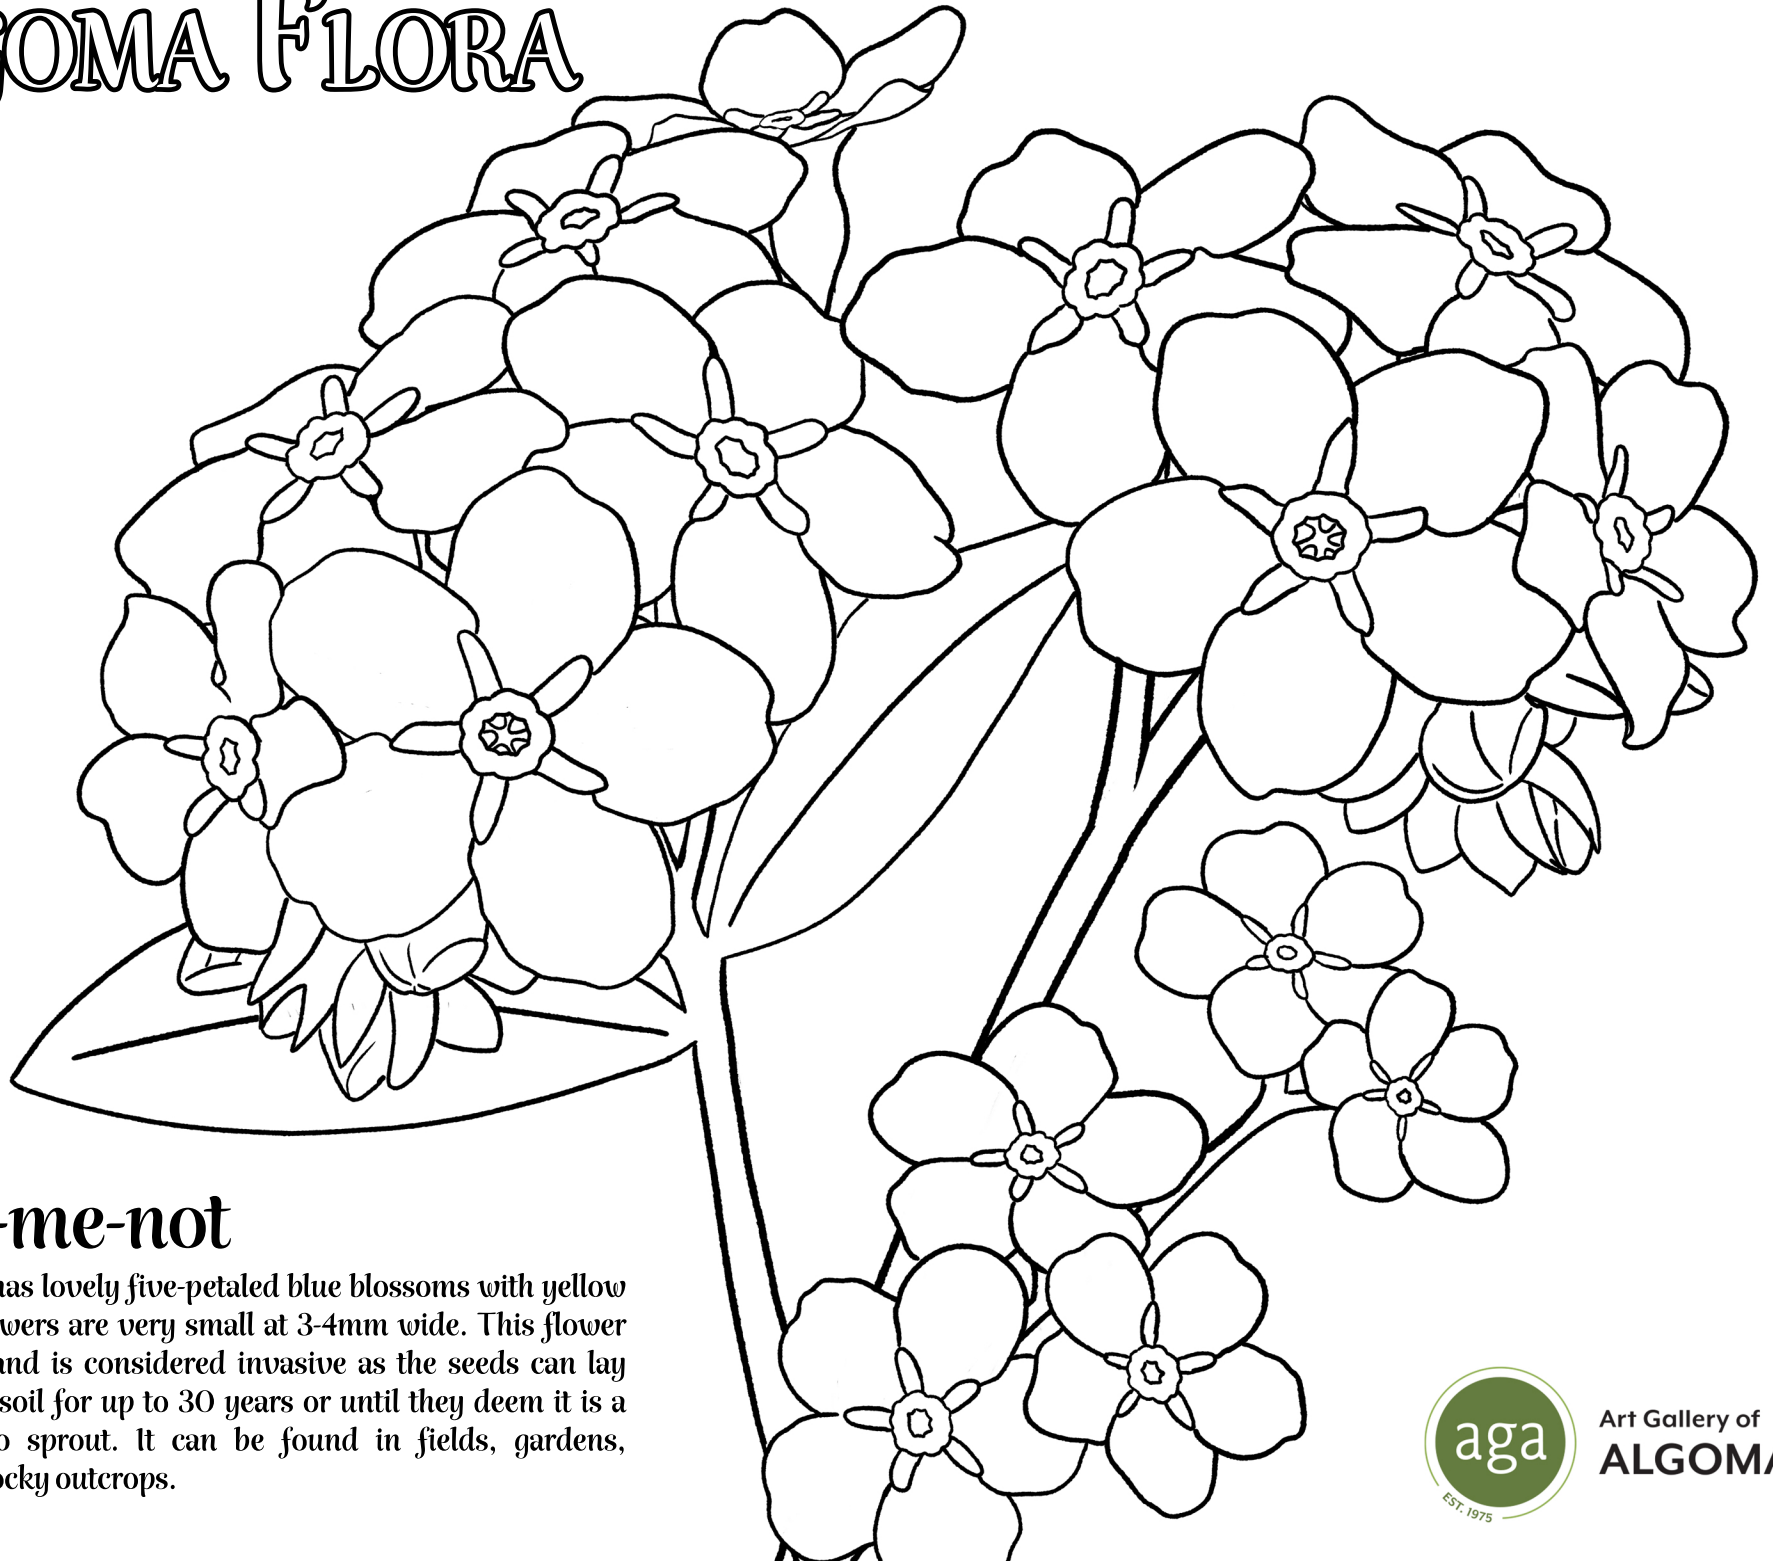 GOMA FLORA
-me-not
has lovely five-petaled blue blossoms with yellow
wers are very small at 3-4mm wide. This flower
and is considered invasive as the seeds can lay
soil for up to 30 years or until they deem it is a
o sprout. It can be found in fields, gardens,
ocky outcrops.
aga
EST. 1975
Art Gallery of
ALGOMA